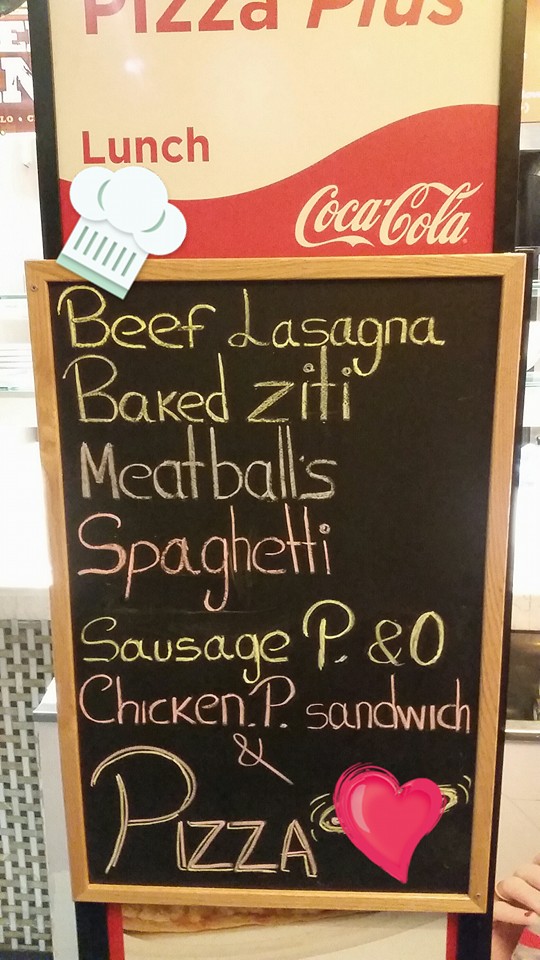 Pizza Plus
Lunch
Coca-Cola
Beef Lasagna
Baked ziti
Meatball's
Spaghetti
Sausage P. &O
Chicken.P. sandwich
&
PIZZA